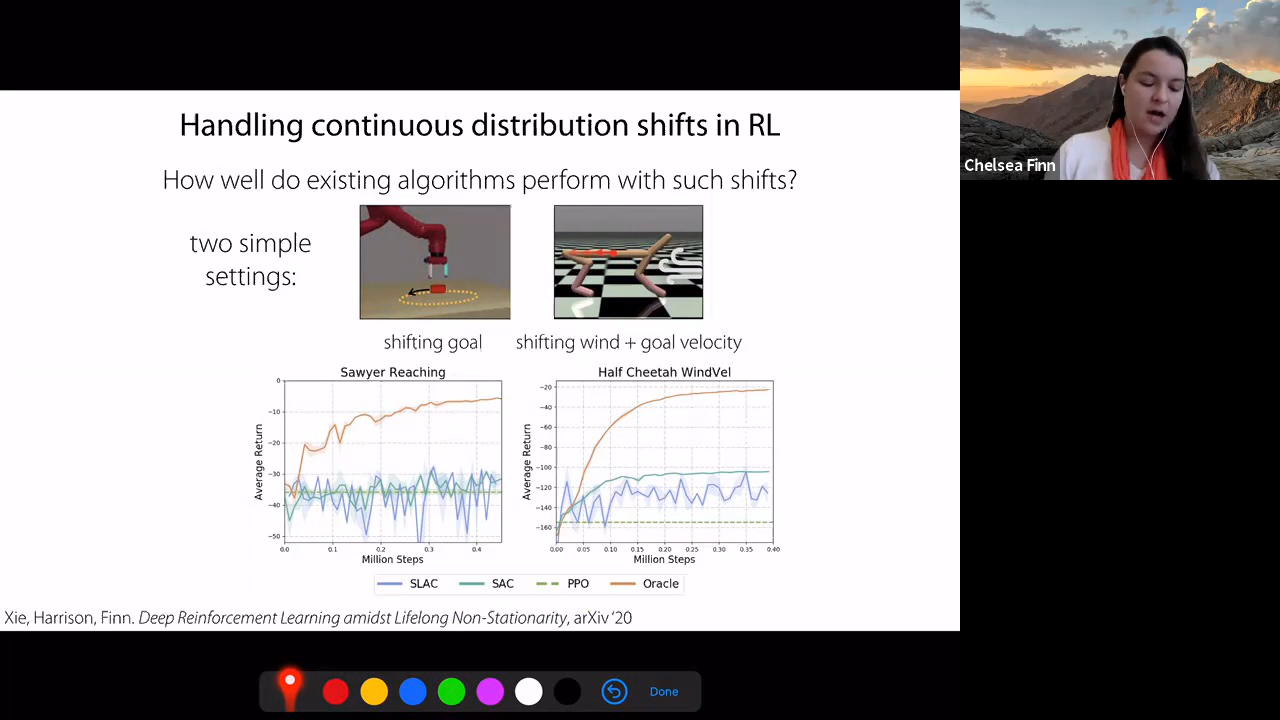 Handling continuous distribution shifts in RL
How well do existing algorithms perform with such shifts?
two simple
settings:
shifting goal
shifting wind + goal velocity
Sawyer Reaching
0
−10
−20
−30
−40
−50
Average Return
0.0 0.1 0.2 0.3 0.4
Million Steps
Half Cheetah WindVel
−20
−40
−60
−80
−100
−120
−140
−160
Average Return
0.00 0.05 0.10 0.15 0.20 0.25 0.30 0.35 0.40
Million Steps
SLAC SAC PPO Oracle
Xie, Harrison, Finn. Deep Reinforcement Learning amidst Lifelong Non-Stationarity, arXiv ‘20
Chelsea Finn
Done